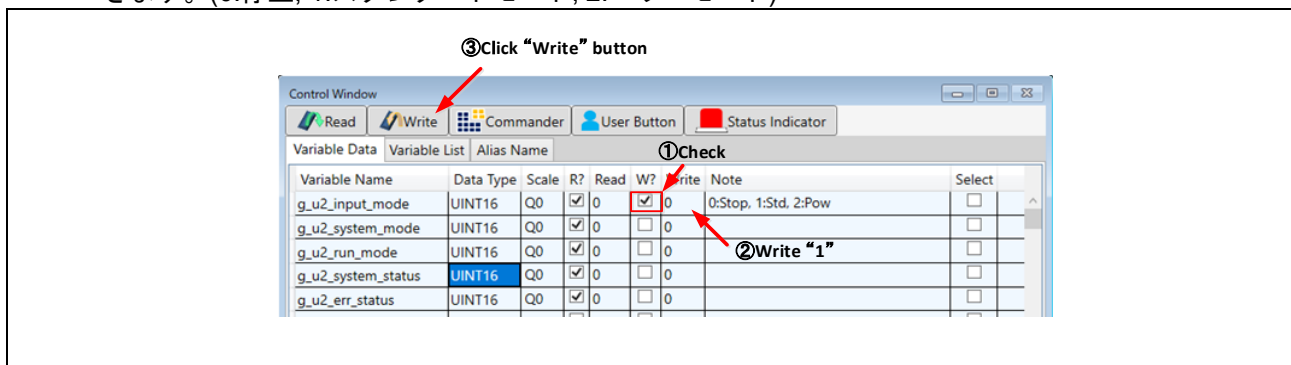 ③Click “Write” button
Control Window
Read Write Commander User Button Status Indicator
Variable Data Variable List Alias Name
①Check
Variable Name Data Type Scale R? Read W? Write Note Select
g_u2_input_mode UINT16 Q0 0 0 0:Stop, 1:Std, 2:Pow
g_u2_system_mode UINT16 Q0 0 0
g_u2_run_mode UINT16 Q0 0 0
②Write “1”
g_u2_system_status UINT16 Q0 0 0
g_u2_err_status UINT16 Q0 0 0